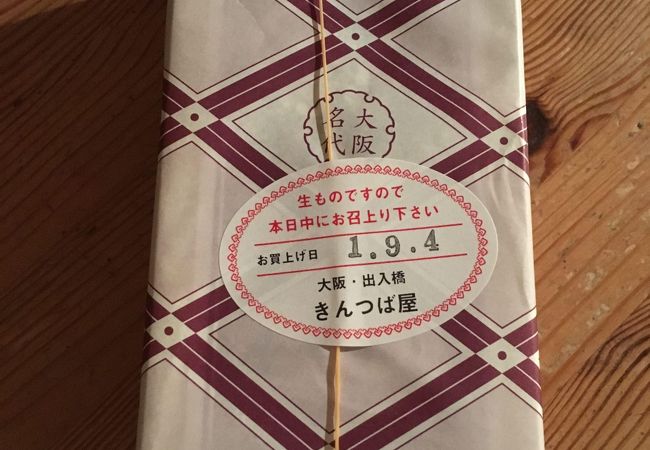 大阪
名代
生ものですので
本日中にお召上り下さい
お買上げ日 1.9.4
大阪・出入橋
きんつば屋